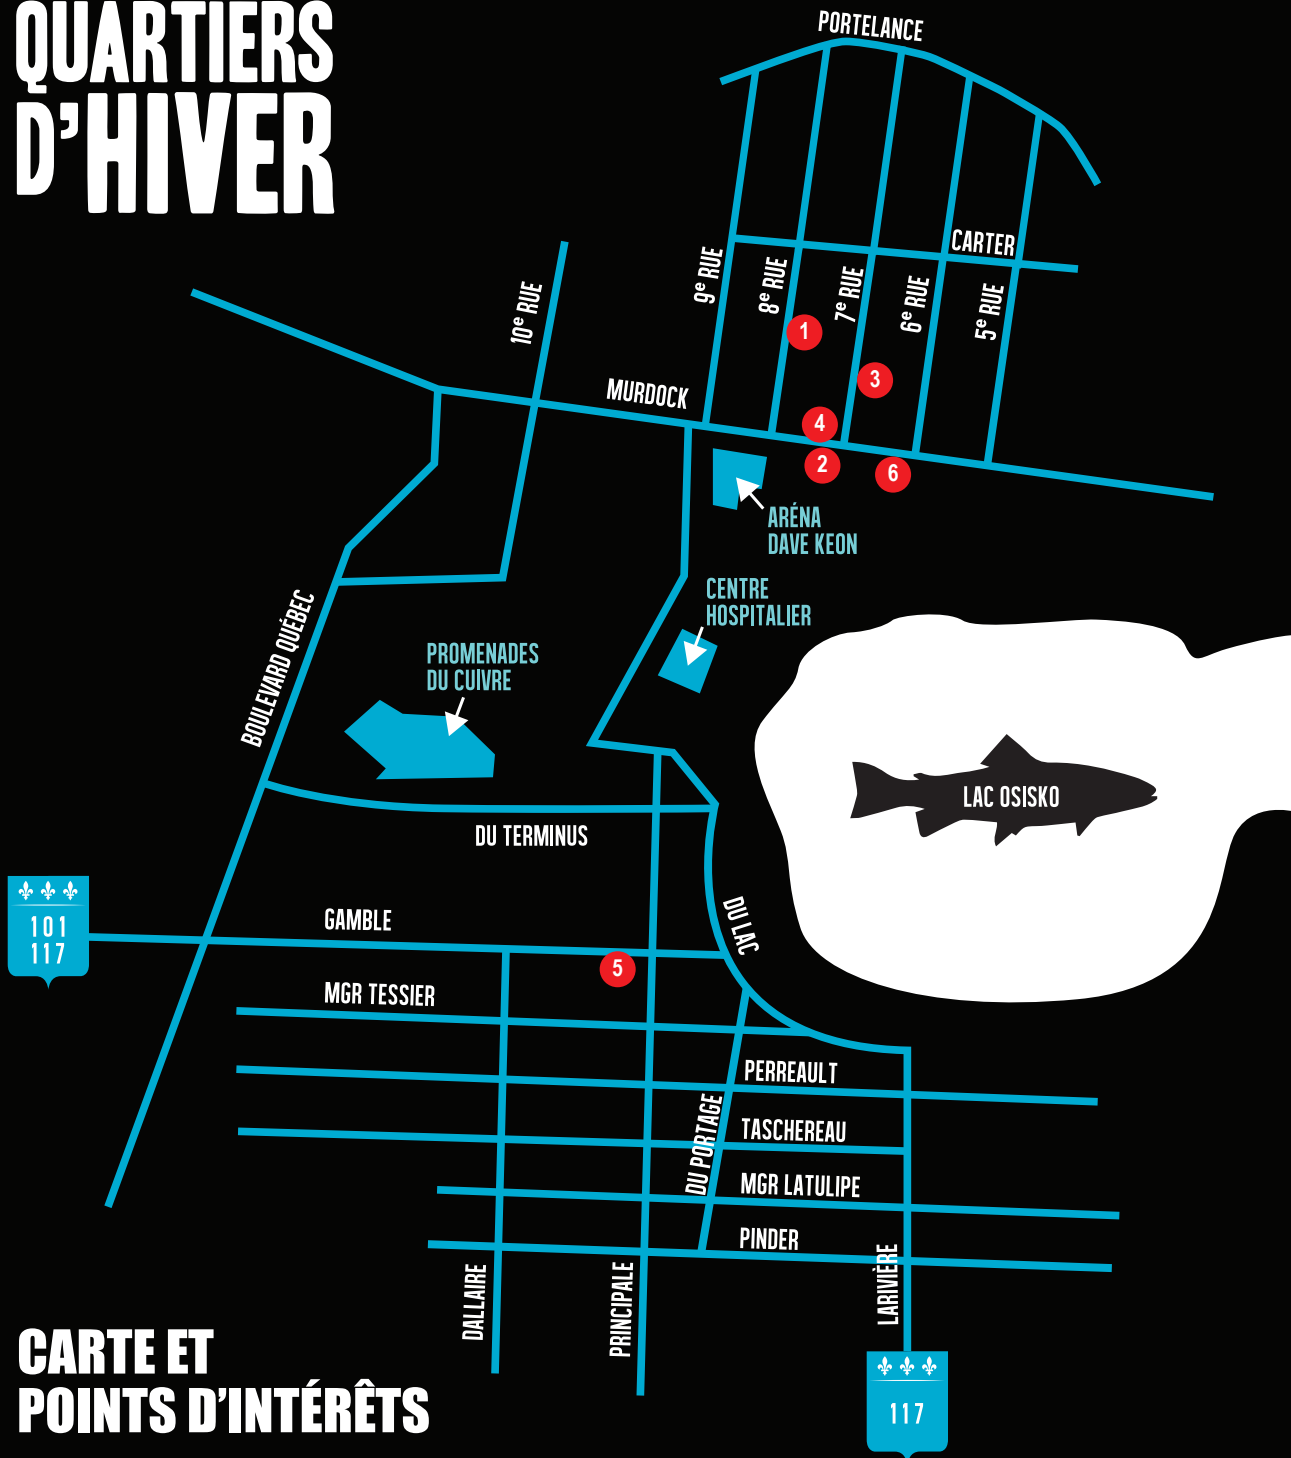 QUARTIERS
D'HIVER
PORTELANCE
CARTER
9e RUE
8e RUE
7e RUE
6e RUE
5e RUE
10e RUE
1
3
MURDOCK
4
2
6
ARÉNA
DAVE KEON
CENTRE
HOSPITALIER
BOULEVARD QUÉBEC
PROMENADES
DU CUIVRE
LAC OSISKO
DU TERMINUS
101
117
GAMBLE
DU LAC
5
MGR TESSIER
PERREAULT
DU PORTAGE
TASCHEREAU
MGR LATULIPE
PINDER
DALLAIRE
PRINCIPALE
LARIVIÈRE
CARTE ET
POINTS D'INTÉRÊTS
117